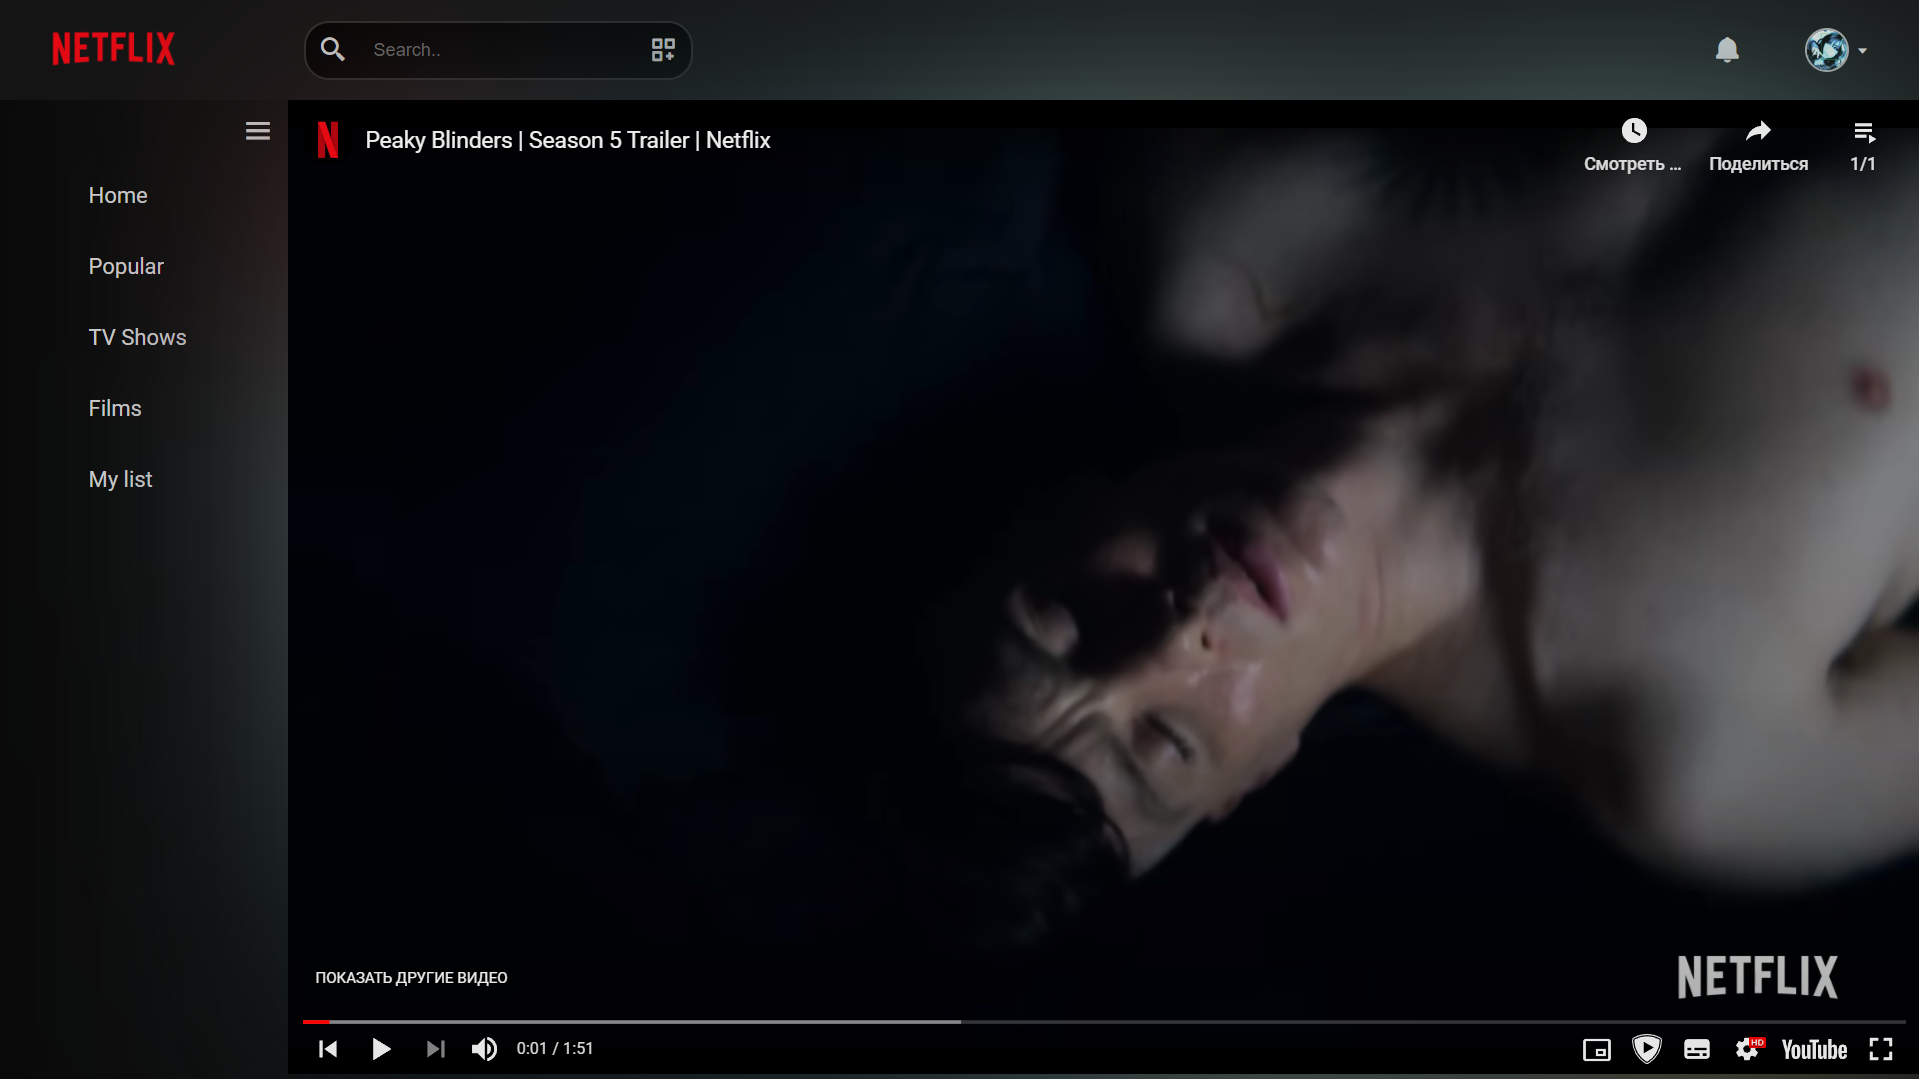 NETFLIX
Search..
Peaky Blinders | Season 5 Trailer | Netflix
Смотреть ...
Поделиться
1/1
Home
Popular
TV Shows
Films
My list
ПОКАЗАТЬ ДРУГИЕ ВИДЕО
NETFLIX
0:01 / 1:51
HD
YouTube